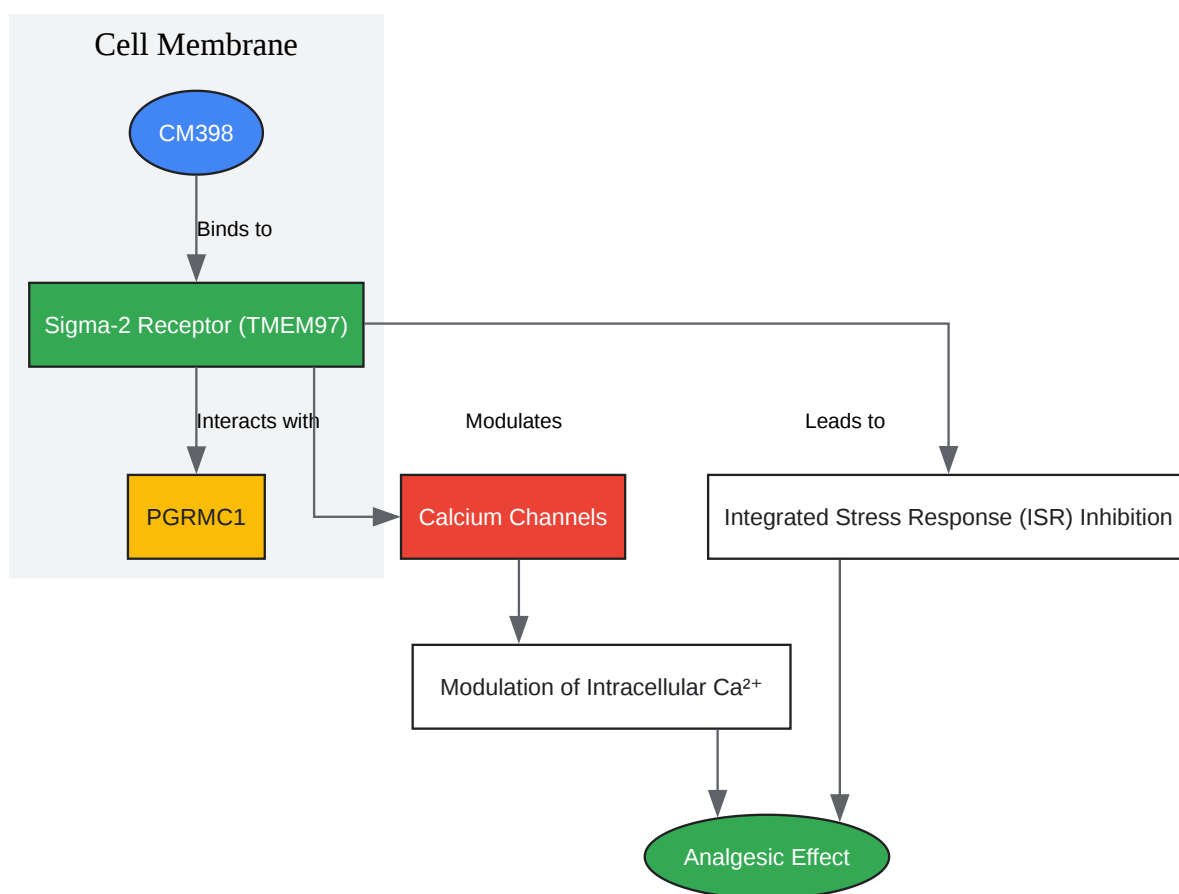 Cell Membrane
CM398
Binds to
Sigma-2 Receptor (TMEM97)
Interacts with
Modulates
Leads to
PGRMC1
Calcium Channels
Integrated Stress Response (ISR) Inhibition
Modulation of Intracellular Ca²⁺
Analgesic Effect